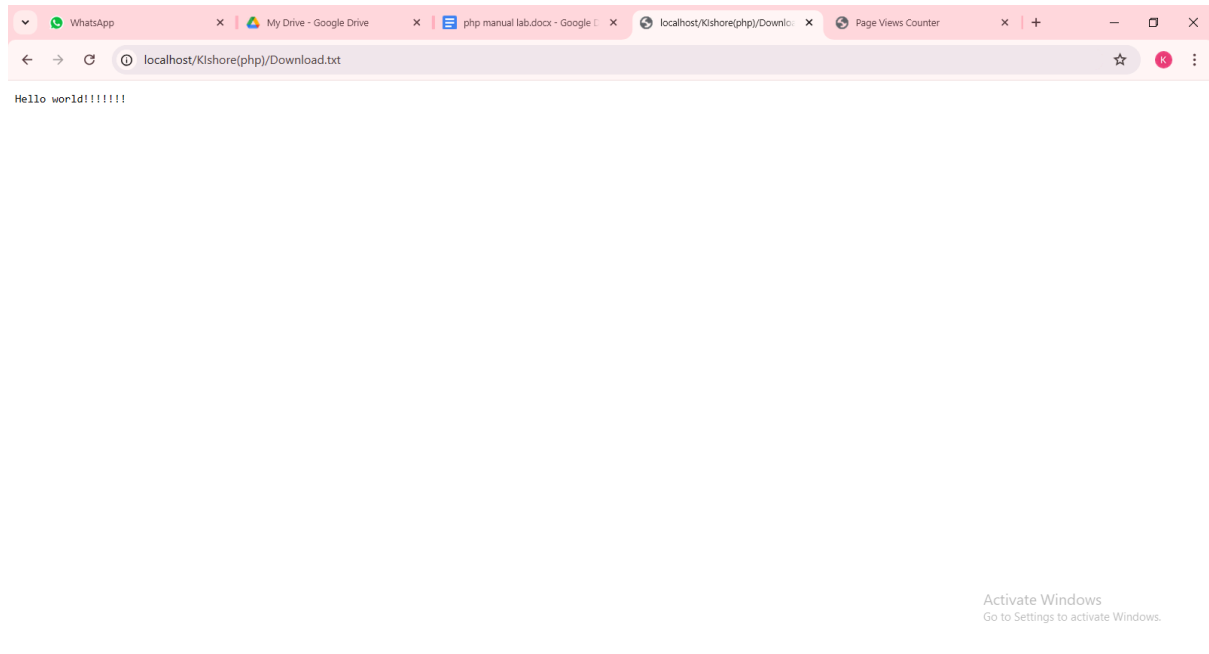 WhatsApp
My Drive - Google Drive
php manual lab.docx - Google D
localhost/KIshore(php)/Downlo
Page Views Counter
localhost/KIshore(php)/Download.txt
K
Hello world!!!!!!!
Activate Windows
Go to Settings to activate Windows.